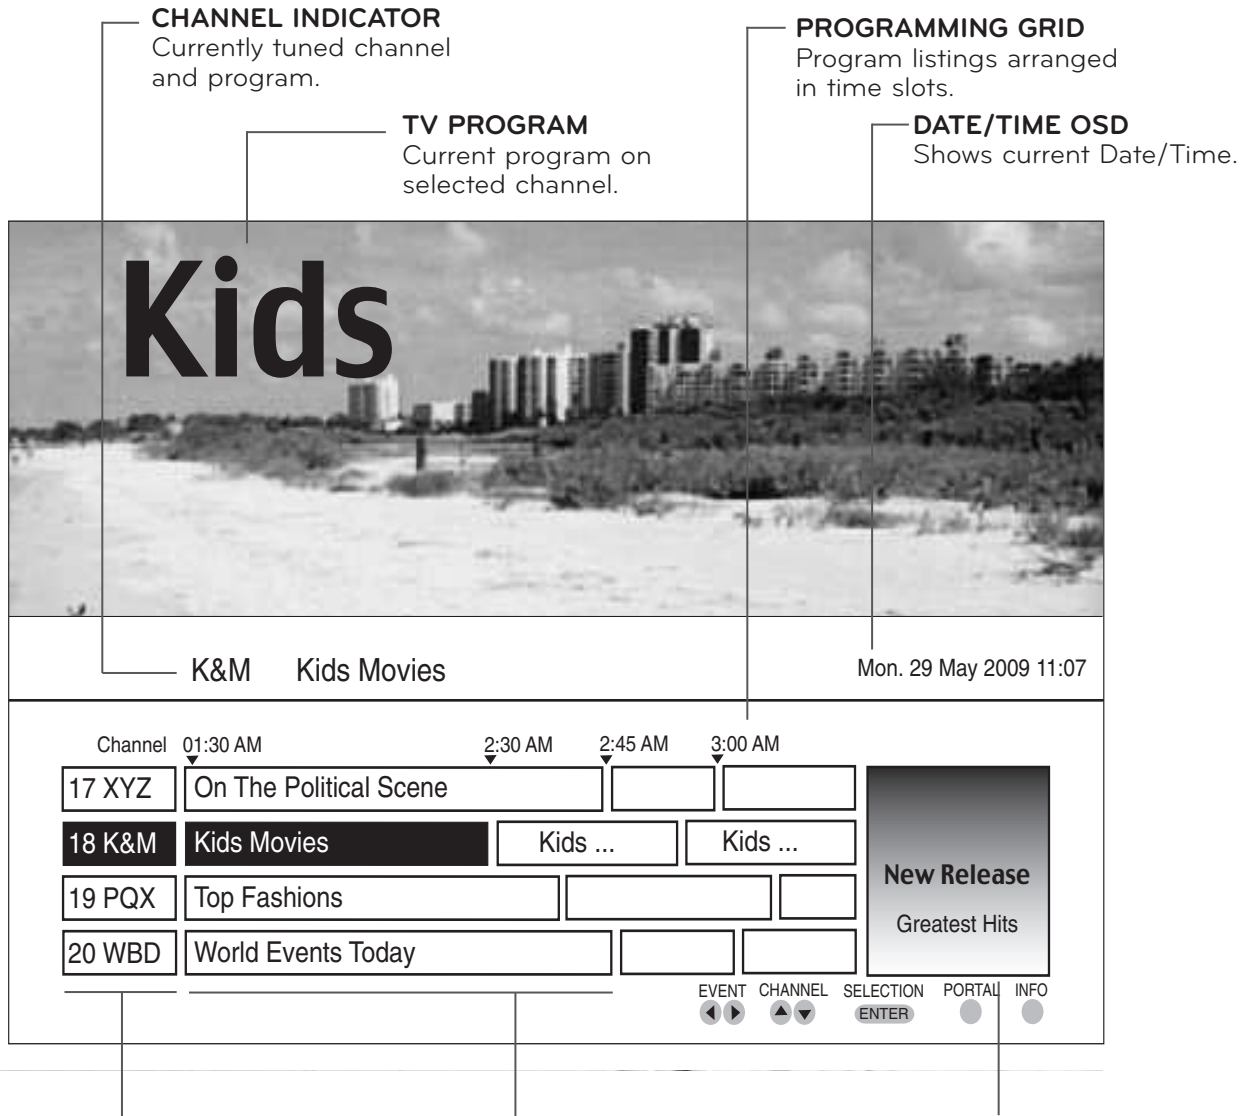 CHANNEL INDICATOR
Currently tuned channel
and program.
PROGRAMMING GRID
Program listings arranged
in time slots.
TV PROGRAM
Current program on
selected channel.
DATE/TIME OSD
Shows current Date/Time.
Kids
K&M Kids Movies
Mon. 29 May 2009 11:07
Channel 01:30 AM 2:30 AM 2:45 AM 3:00 AM
17 XYZ On The Political Scene
18 K&M Kids Movies Kids ... Kids ...
19 PQX Top Fashions
20 WBD World Events Today
New Release
Greatest Hits
EVENT CHANNEL SELECTION PORTAL INFO
ENTER